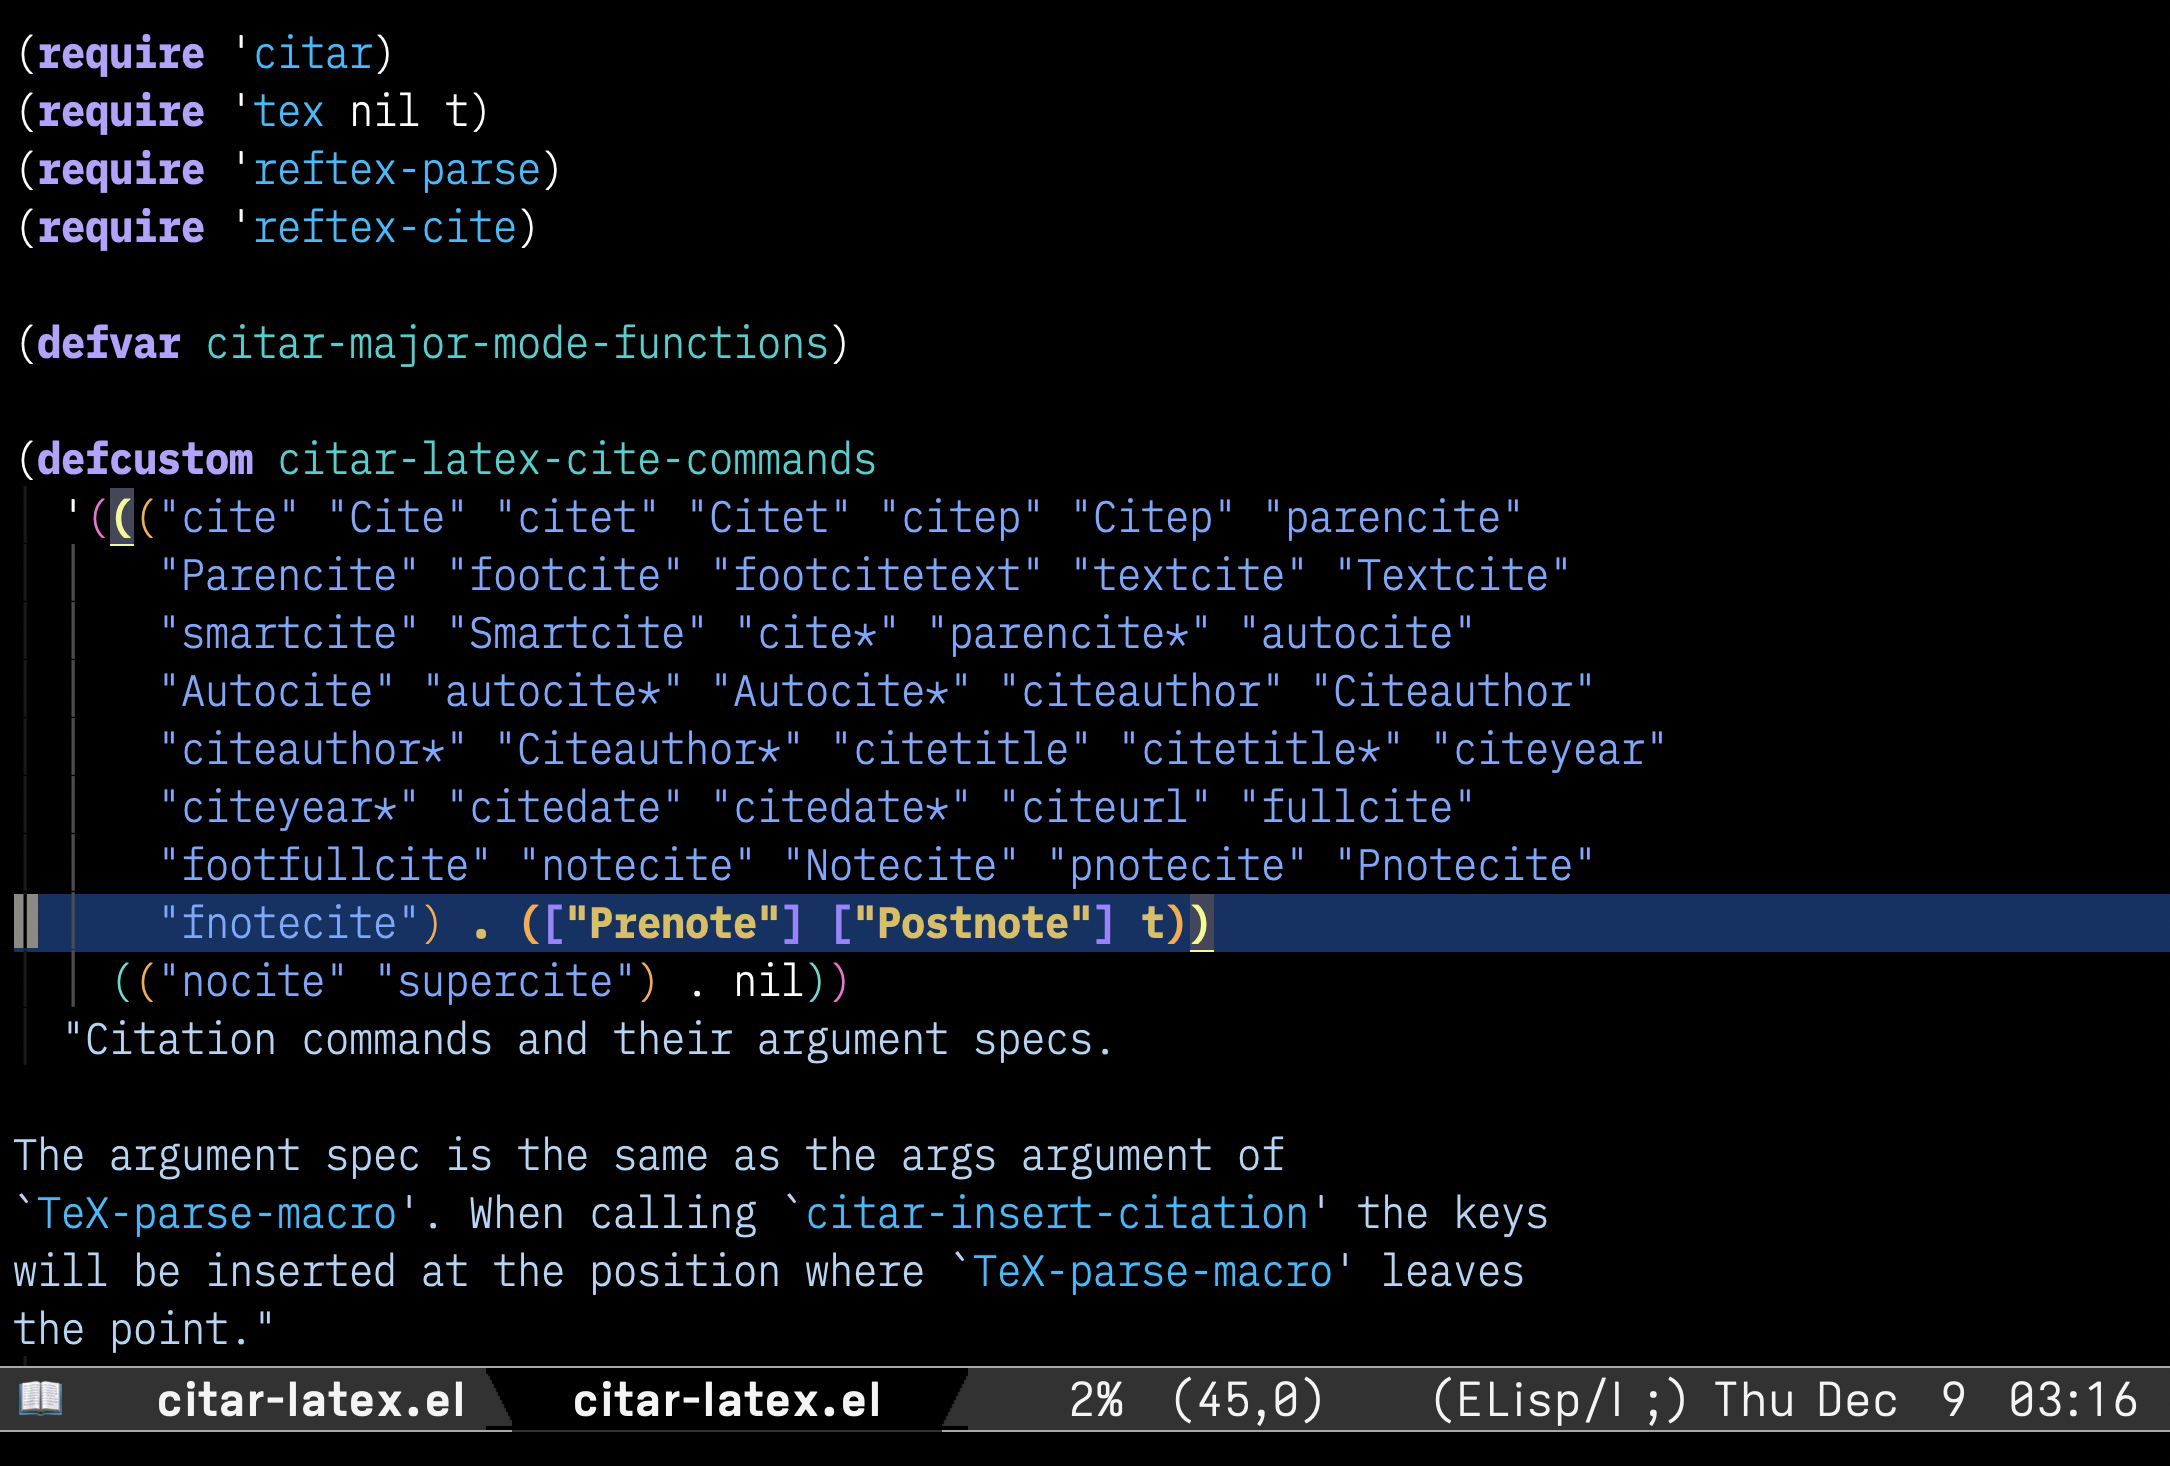 (require 'citar)
(require 'tex nil t)
(require 'reftex-parse)
(require 'reftex-cite)
(defvar citar-major-mode-functions)
(defcustom citar-latex-cite-commands
'((("cite" "Cite" "citet" "Citet" "citep" "Citep" "parencite"
"Parencite" "footcite" "footcitetext" "textcite" "Textcite"
"smartcite" "Smartcite" "cite*" "parencite*" "autocite"
"Autocite" "autocite*" "Autocite*" "citeauthor" "Citeauthor"
"citeauthor*" "Citeauthor*" "citetitle" "citetitle*" "citeyear"
"citeyear*" "citedate" "citedate*" "citeurl" "fullcite"
"footfullcite" "notecite" "Notecite" "pnotecite" "Pnotecite"
"fnotecite") . (["Prenote"] ["Postnote"] t))
(("nocite" "supercite") . nil))
"Citation commands and their argument specs.
The argument spec is the same as the args argument of
`TeX-parse-macro'. When calling `citar-insert-citation' the keys
will be inserted at the position where `TeX-parse-macro' leaves
the point."
citar-latex.el citar-latex.el 2% (45,0) (ELisp/l ;) Thu Dec 9 03:16